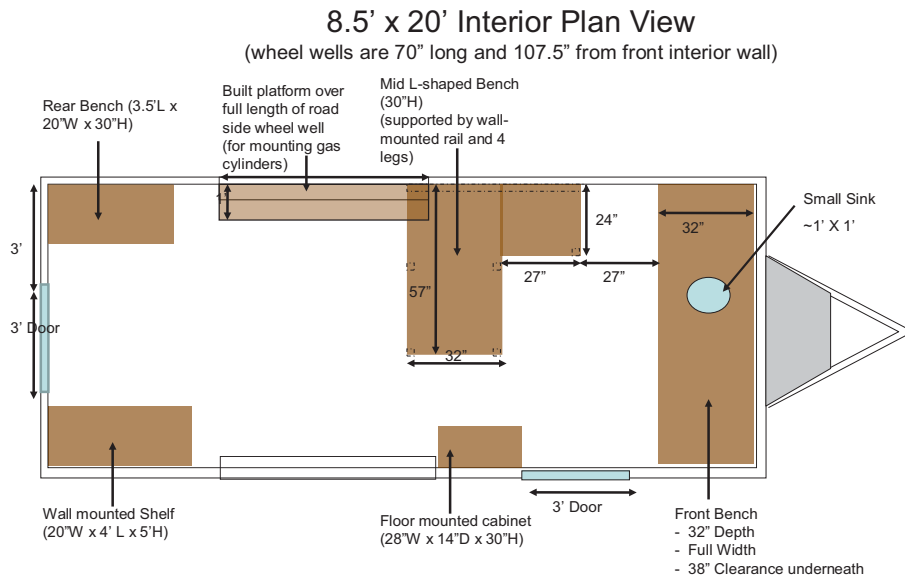 8.5’ x 20’ Interior Plan View
(wheel wells are 70” long and 107.5” from front interior wall)
Rear Bench (3.5’L x
20”W x 30”H)
Built platform over
full length of road
side wheel well
(for mounting gas
cylinders)
Mid L-shaped Bench
(30”H)
(supported by wall-
mounted rail and 4
legs)
Small Sink
~1’ X 1’
3’
1’
24”
32”
27”
27”
57”
32”
3’ Door
Wall mounted Shelf
(20”W x 4’ L x 5’H)
Floor mounted cabinet
(28”W x 14”D x 30”H)
3’ Door
Front Bench
- 32” Depth
- Full Width
- 38” Clearance underneath